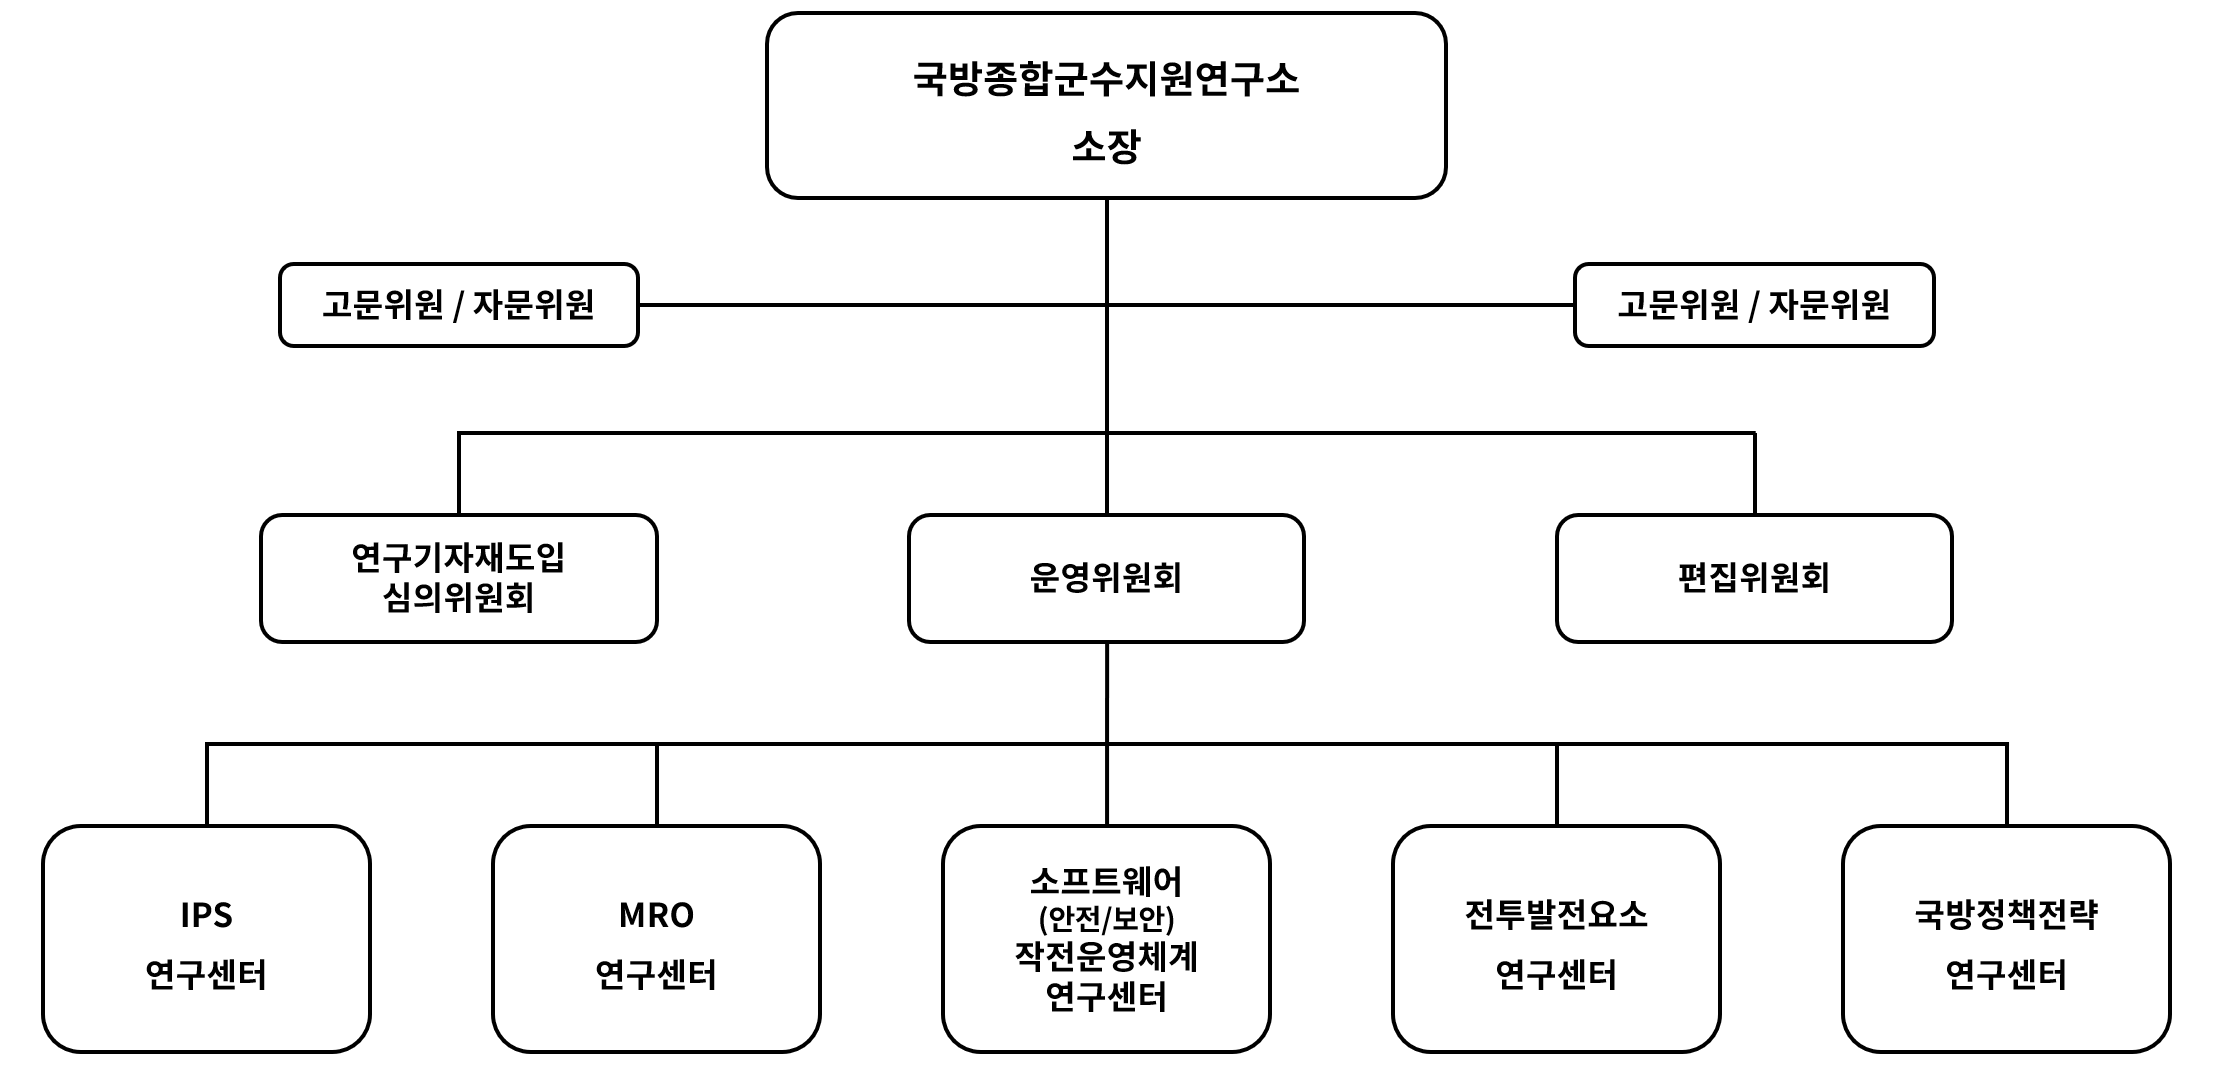 국방종합군수지원연구소
소장
고문위원 / 자문위원
고문위원 / 자문위원
연구기자재도입
심의위원회
운영위원회
편집위원회
IPS
연구센터
MRO
연구센터
소프트웨어
(안전/보안)
작전운영체계
연구센터
전투발전요소
연구센터
국방정책전략
연구센터